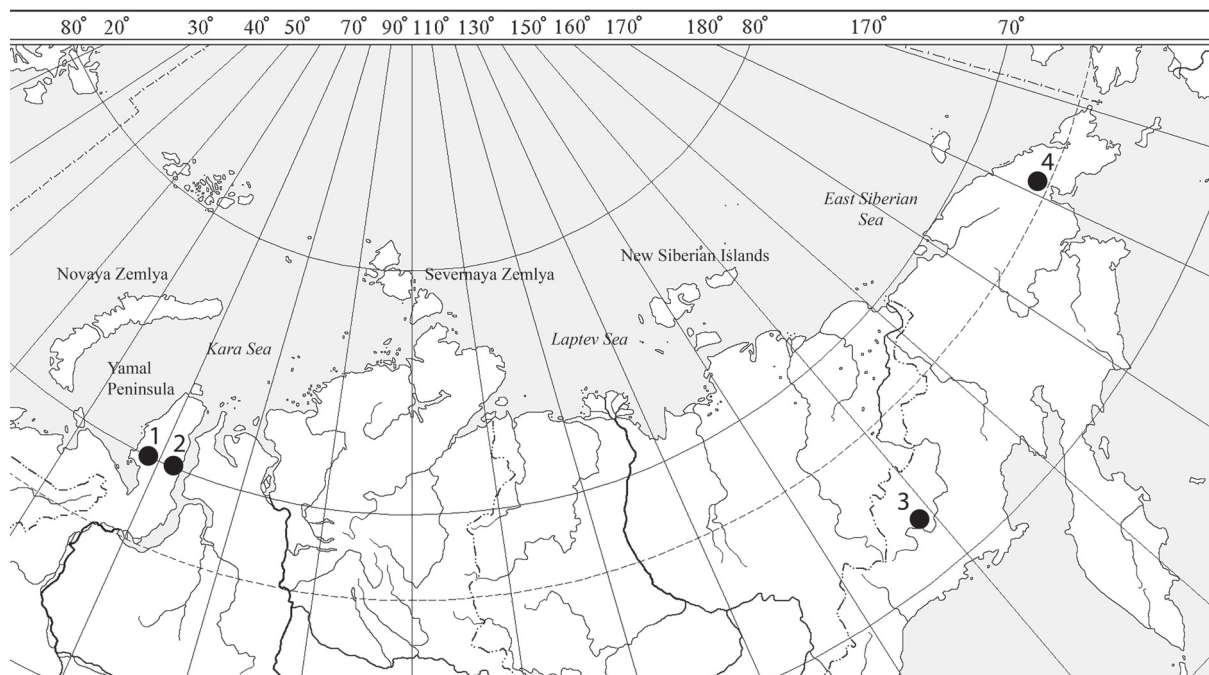 80° 20° 30° 40° 50° 70° 90° 110° 130° 150° 160° 170° 180° 80° 170° 70°
4
East Siberian
Sea
New Siberian Islands
Novaya Zemlya
Severnaya Zemlya
Laptev Sea
Kara Sea
Yamal
Peninsula
1
2
3